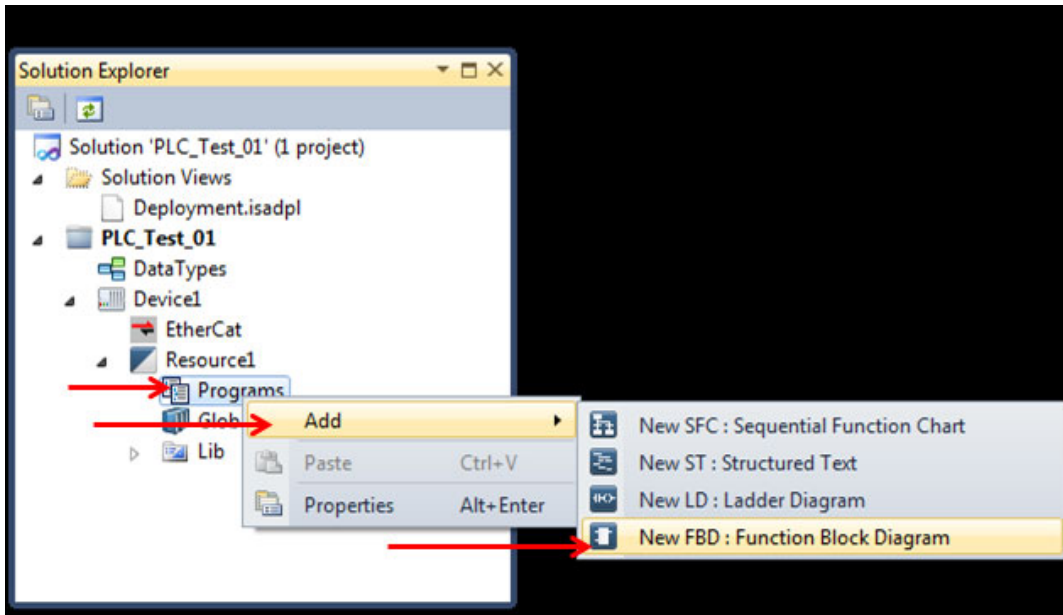 Solution Explorer
Solution 'PLC_Test_01' (1 project)
Solution Views
Deployment.isadpl
PLC_Test_01
DataTypes
Device1
EtherCat
Resource1
Programs
Glob
Lib
Add
Paste Ctrl+V
Properties Alt+Enter
New SFC : Sequential Function Chart
New ST : Structured Text
New LD : Ladder Diagram
New FBD : Function Block Diagram